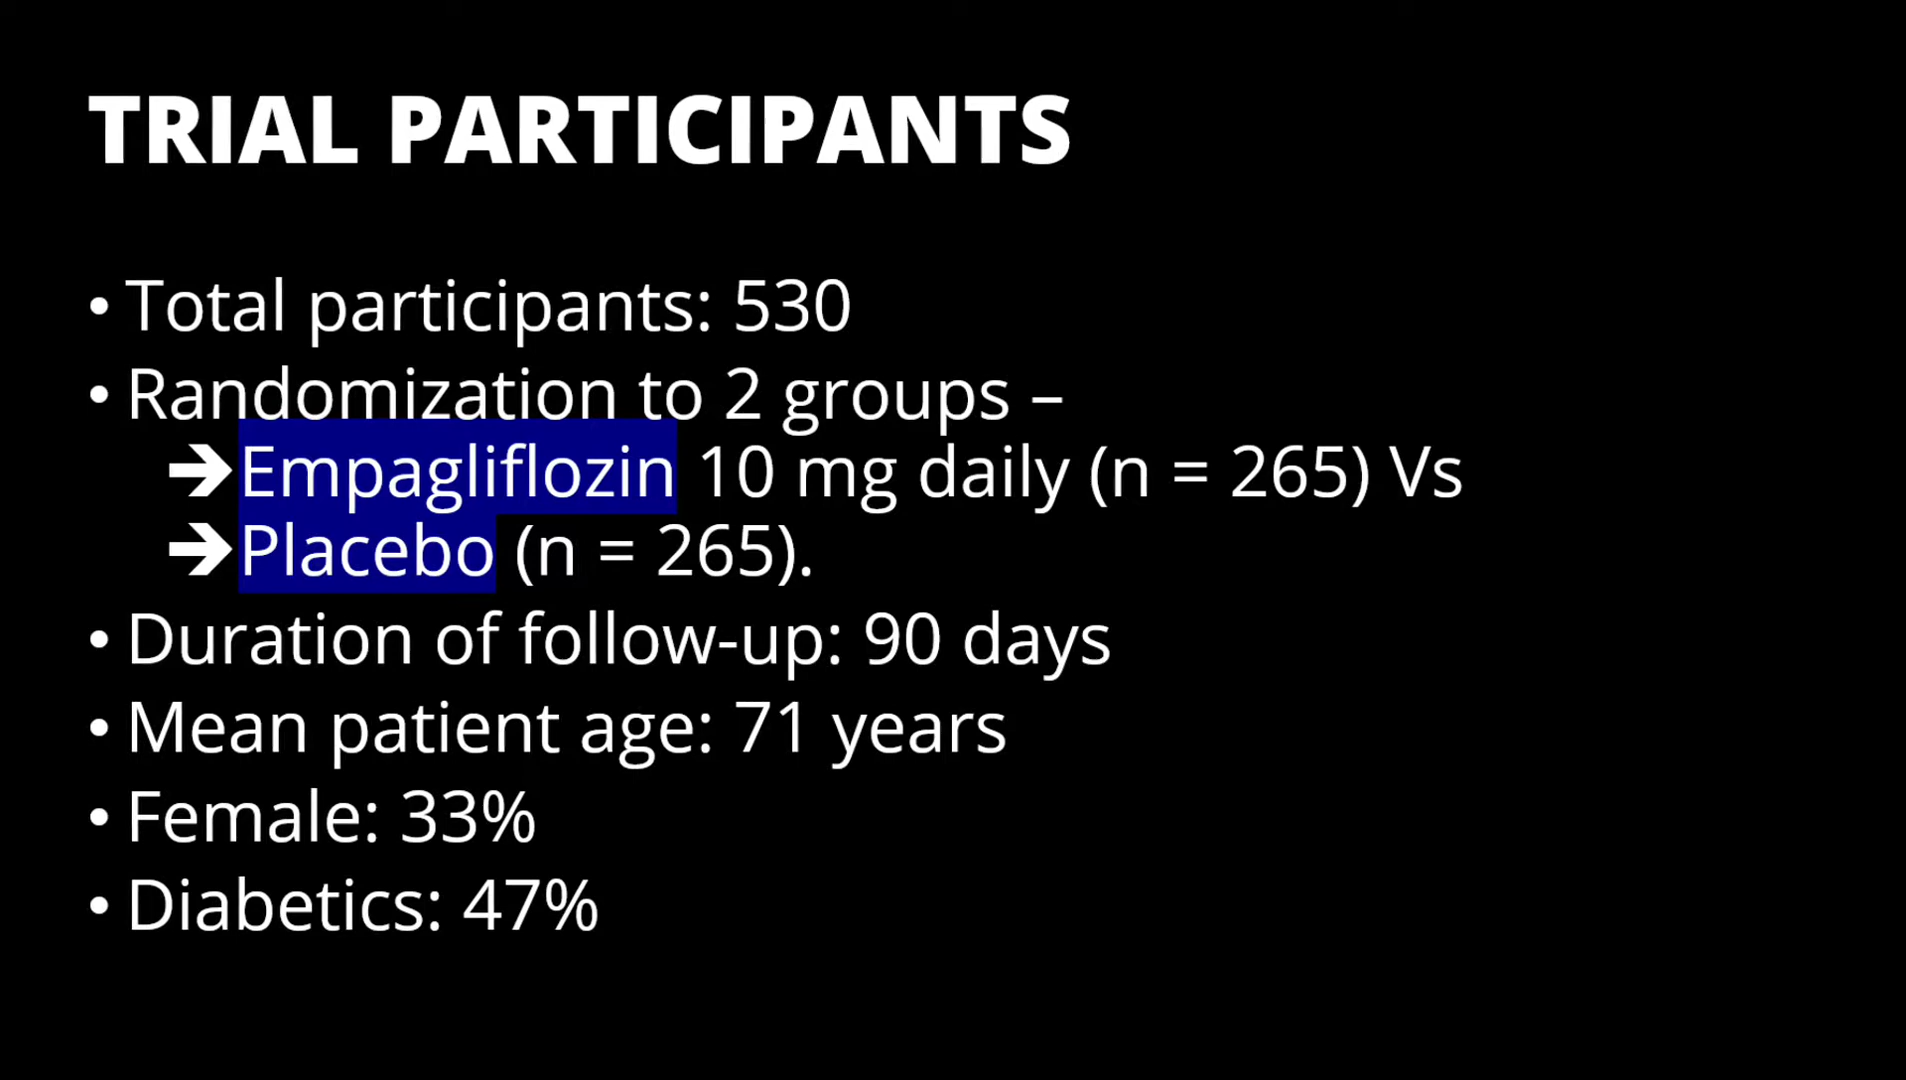 TRIAL PARTICIPANTS
• Total participants: 530
• Randomization to 2 groups –
➔Empagliflozin 10 mg daily (n = 265) Vs
➔Placebo (n = 265).
• Duration of follow-up: 90 days
• Mean patient age: 71 years
• Female: 33%
• Diabetics: 47%